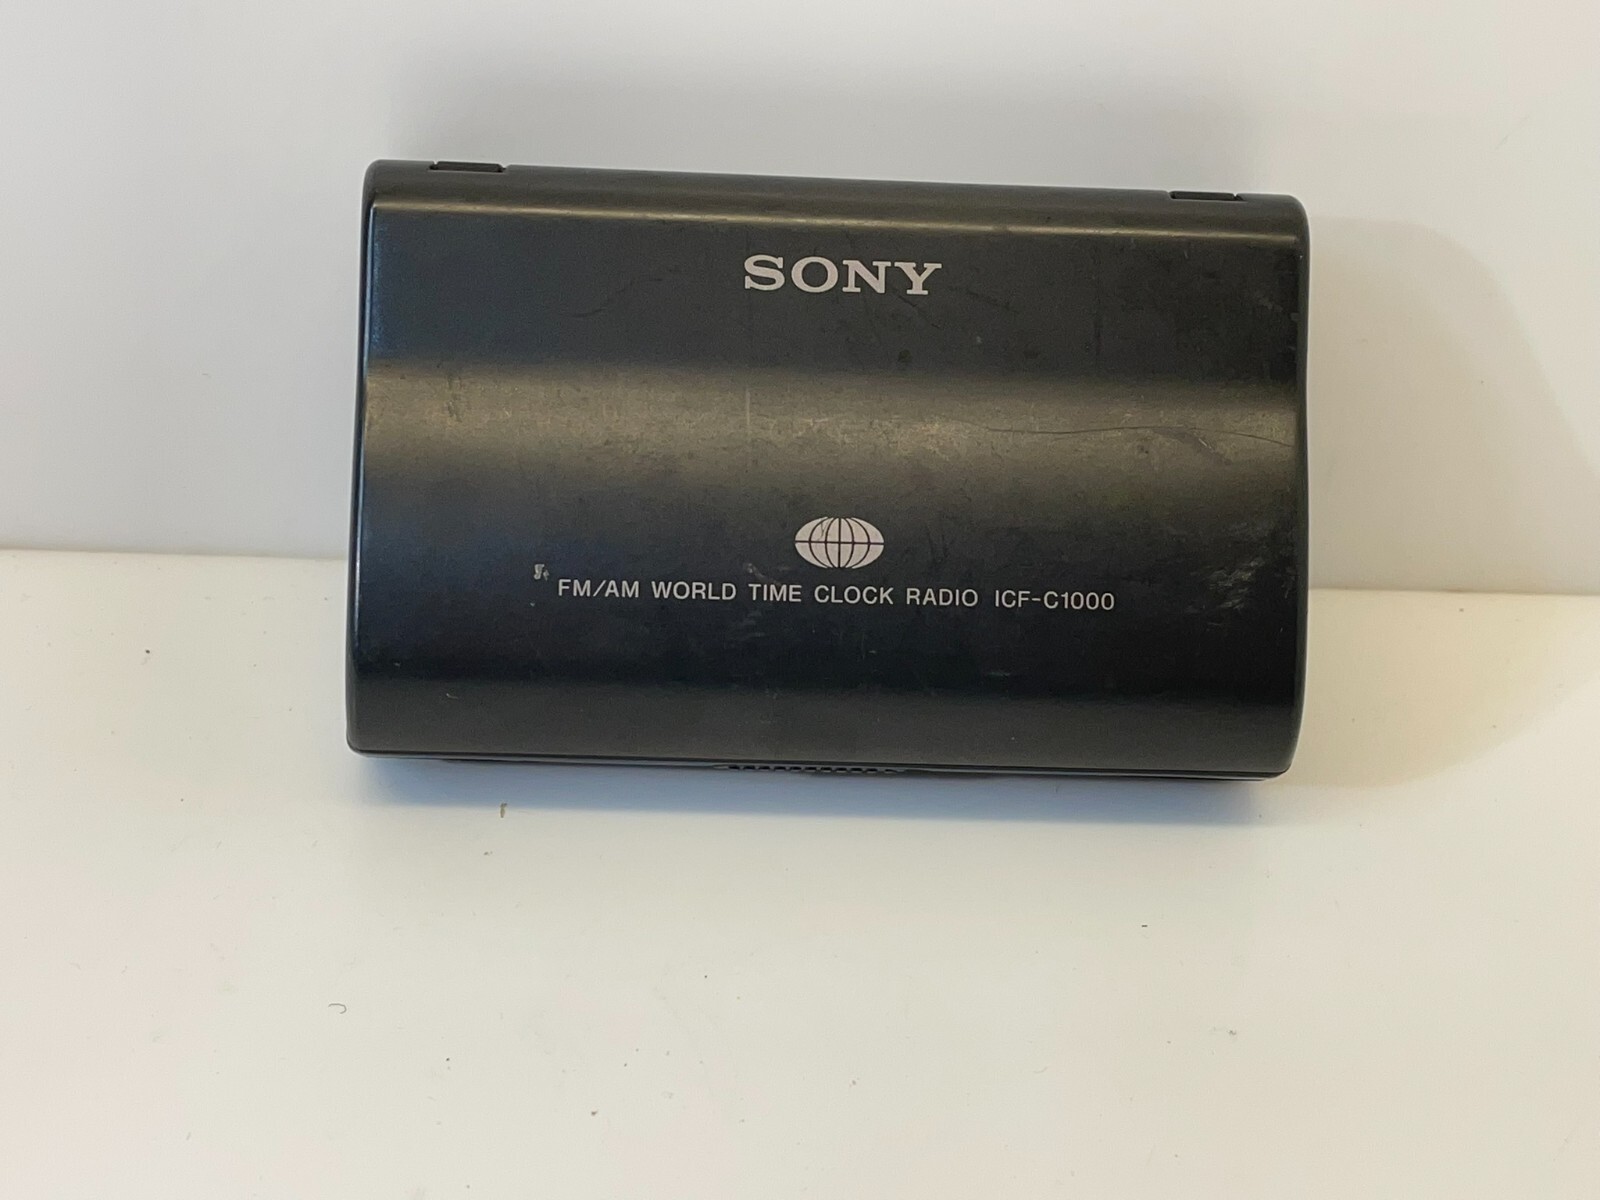 SONY
FM/AM WORLD TIME CLOCK RADIO ICF-C1000